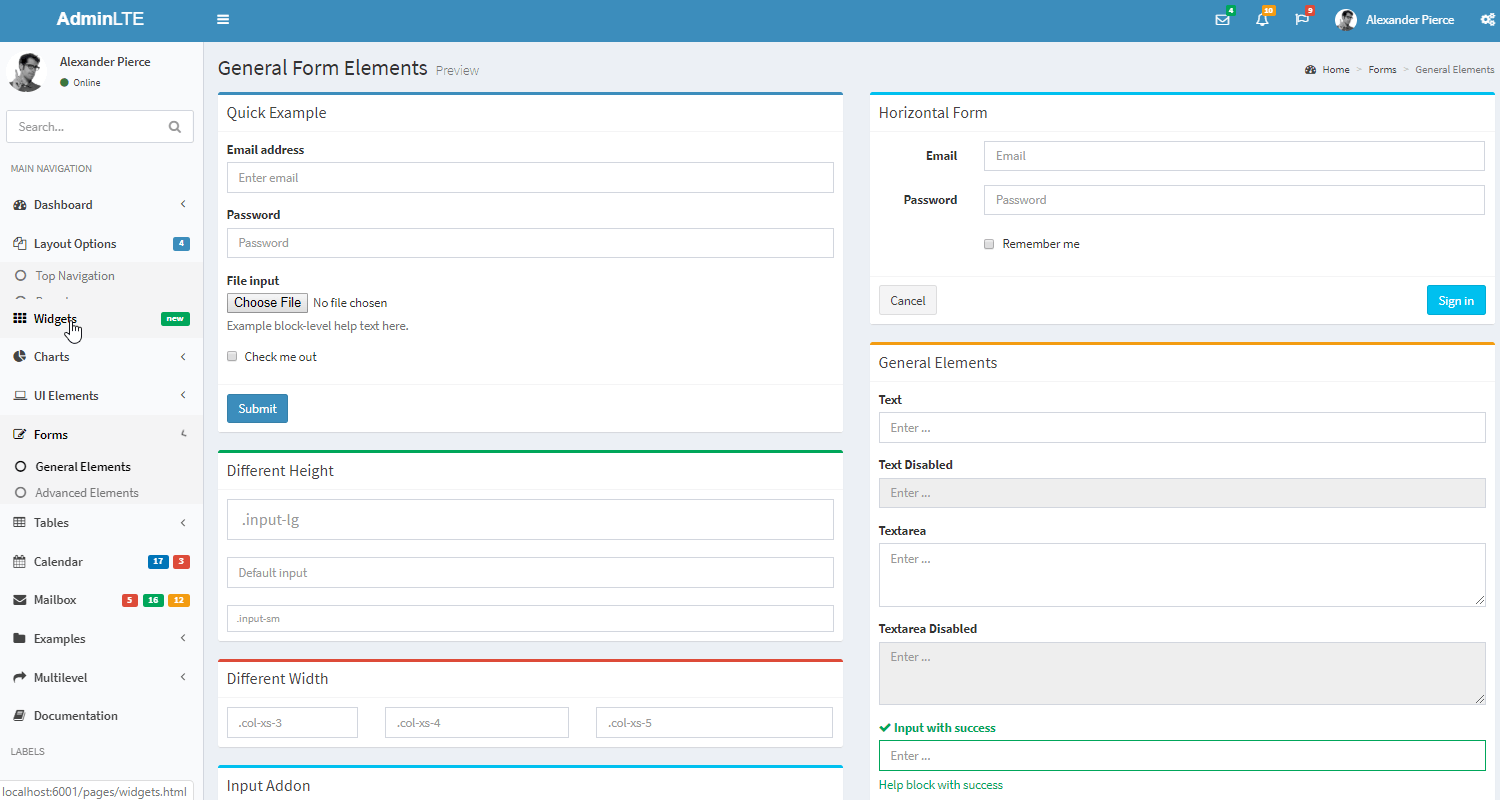 AdminLTE
4
10
9
Alexander Pierce
Alexander Pierce
Online
Search...
MAIN NAVIGATION
Dashboard
Layout Options 4
Top Navigation
Widgets new
Charts
UI Elements
Forms
General Elements
Advanced Elements
Tables
Calendar 17 3
Mailbox 5 16 12
Examples
Multilevel
Documentation
LABELS
localhost:6001/pages/widgets.html
General Form Elements Preview
Home > Forms > General Elements
Quick Example
Email address
Enter email
Password
Password
File input
Choose File No file chosen
Example block-level help text here.
Check me out
Submit
Different Height
.input-lg
Default input
.input-sm
Different Width
.col-xs-3 .col-xs-4 .col-xs-5
Input Addon
Horizontal Form
Email Email
Password Password
Remember me
Cancel Sign in
General Elements
Text
Enter ...
Text Disabled
Enter ...
Textarea
Enter ...
Textarea Disabled
Enter ...
Input with success
Enter ...
Help block with success